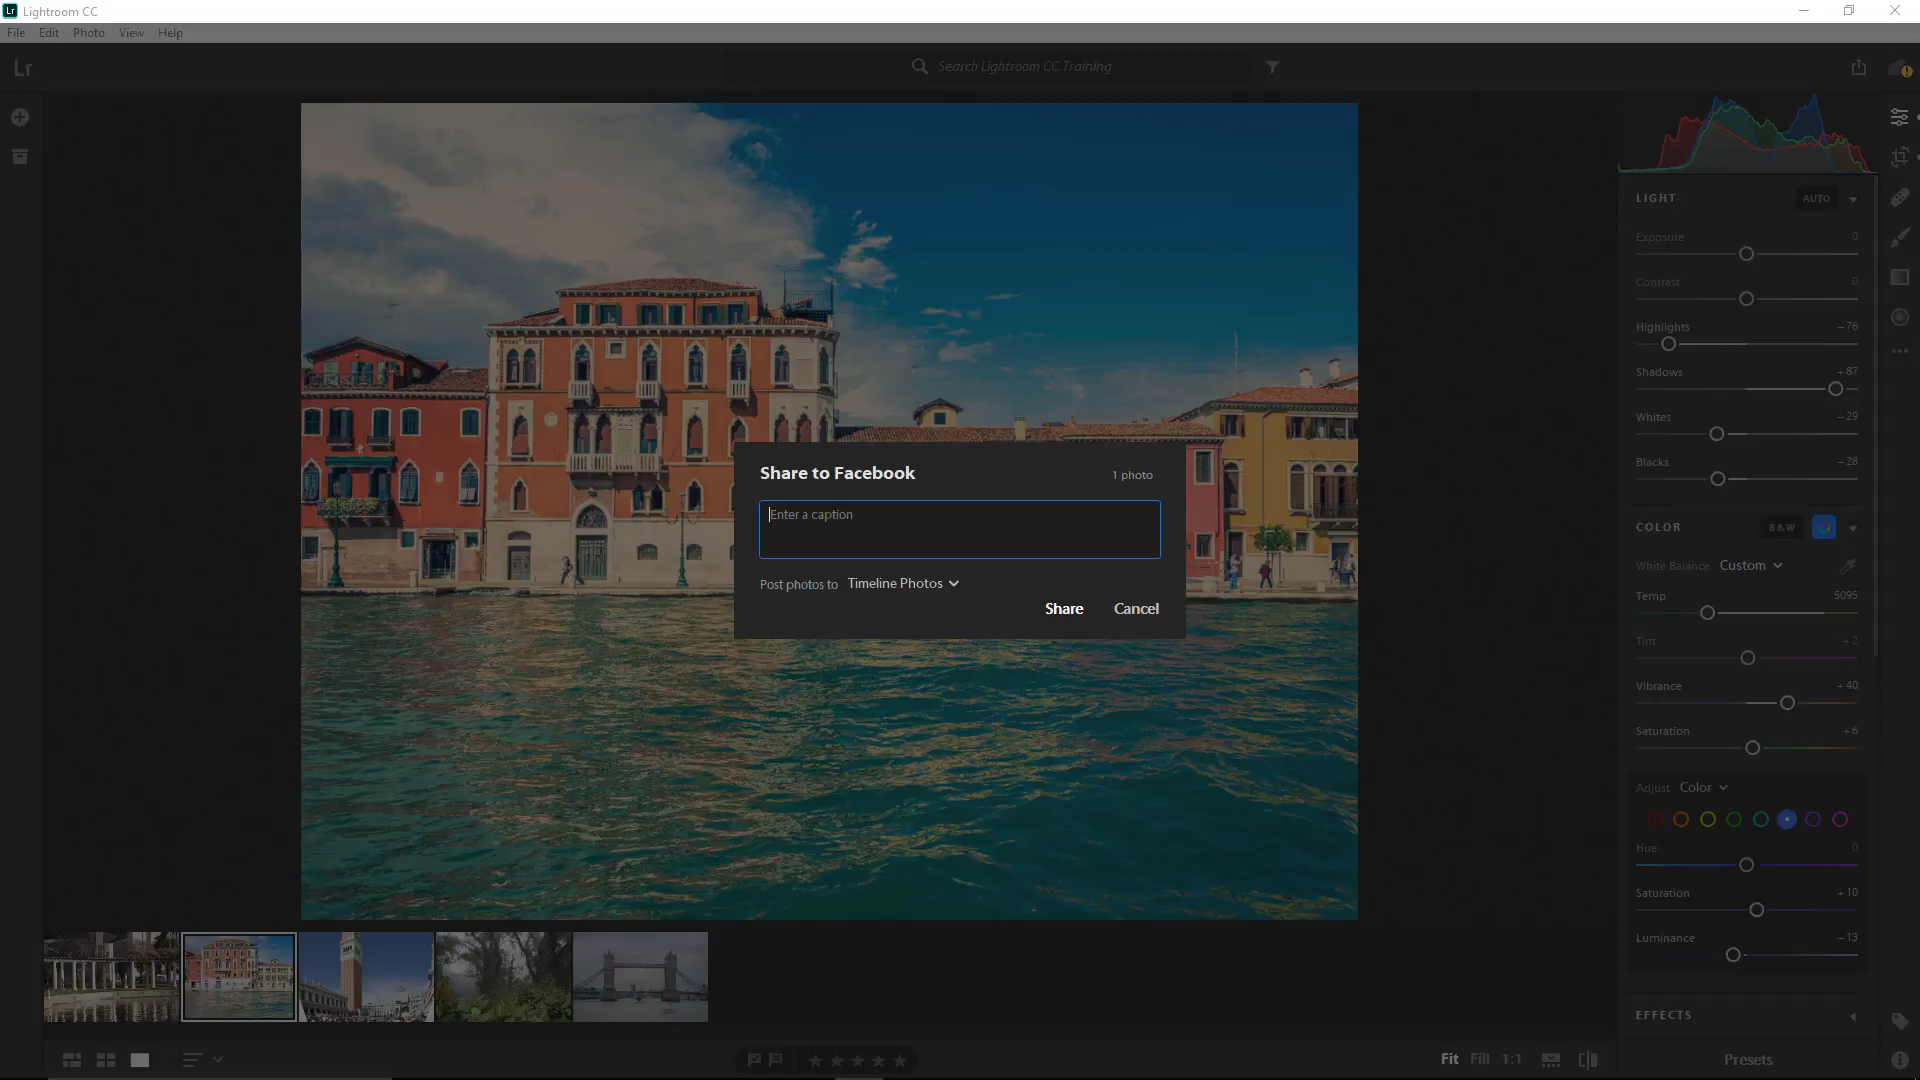 Lr Lightroom CC
File Edit Photo View Help
Lr
Search Lightroom CC Training
LIGHT
AUTO
Exposure 0
Contrast 0
Highlights -76
Shadows +87
Whites -29
Blacks -28
COLOR
B&W
White Balance Custom
Temp 5095
Tint +2
Vibrance +40
Saturation +6
Adjust Color
Hue 0
Saturation +10
Luminance -13
EFFECTS
Share to Facebook
1 photo
Enter a caption
Post photos to Timeline Photos
Share Cancel
Fit Fill 1:1
Presets